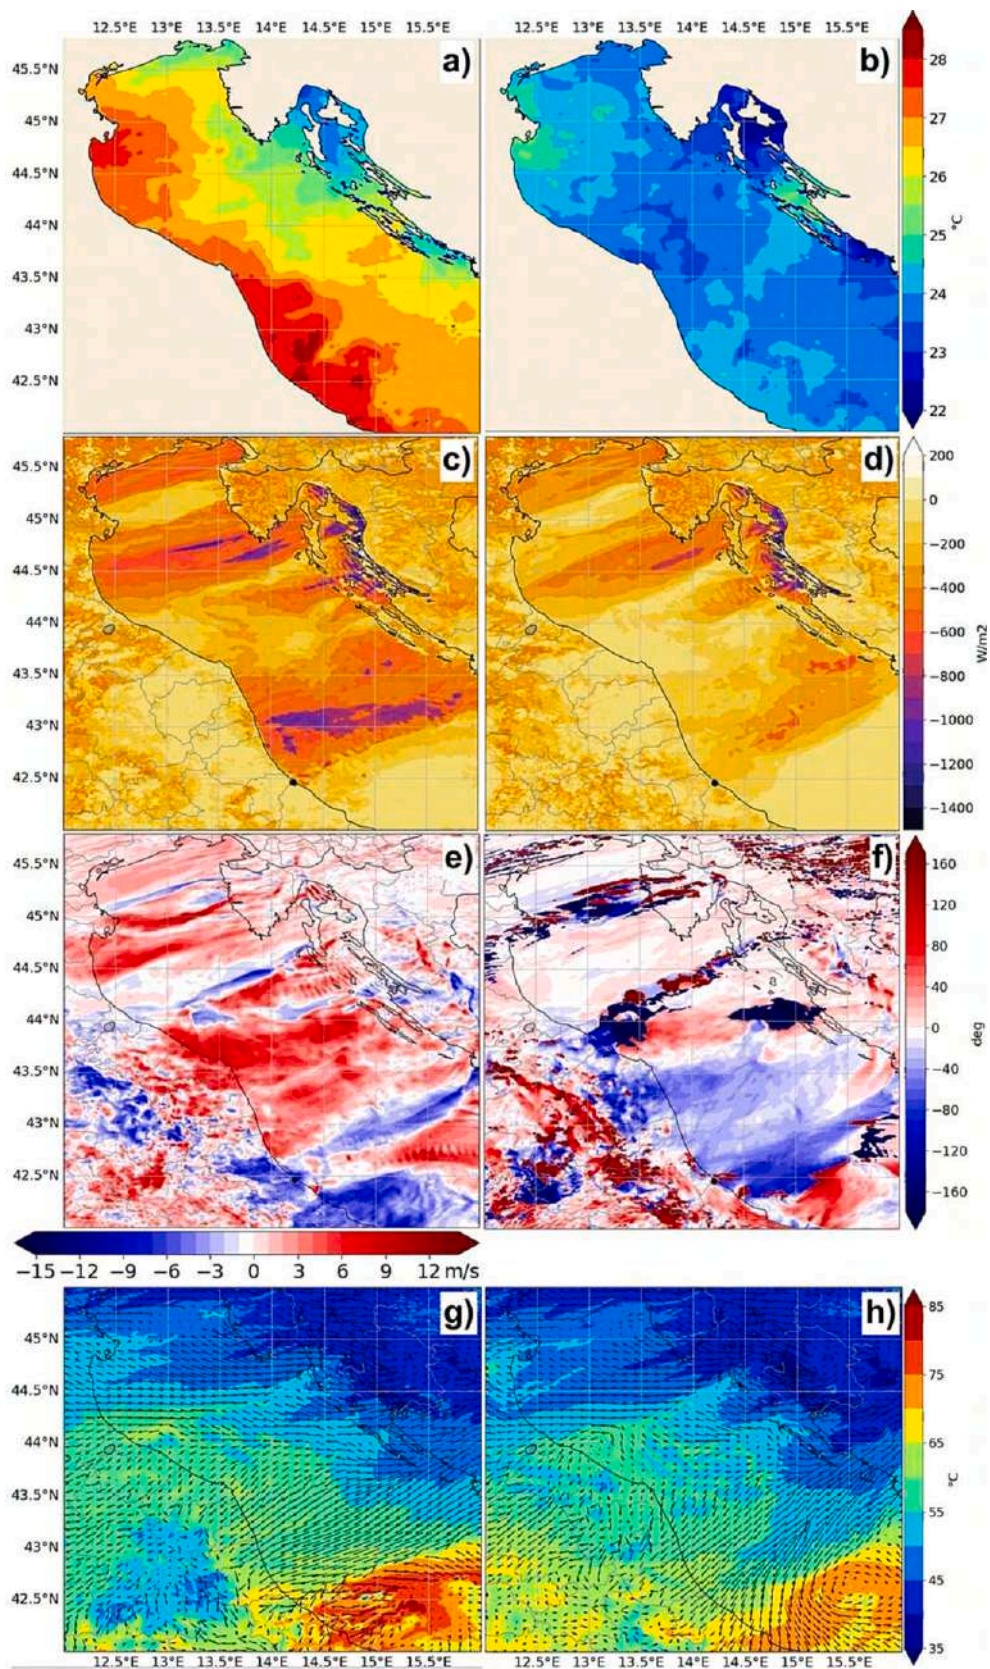 12.5°E 13°E 13.5°E 14°E 14.5°E 15°E 15.5°E 12.5°E 13°E 13.5°E 14°E 14.5°E 15°E 15.5°E
a) b)
45.5°N
45°N
44.5°N
44°N
43.5°N
43°N
42.5°N
28
27
26
25
24
23
22
°C
c) d)
45.5°N
45°N
44.5°N
44°N
43.5°N
43°N
42.5°N
200
0
−200
−400
−600
−800
−1000
−1200
−1400
W/m2
e) f)
45.5°N
45°N
44.5°N
44°N
43.5°N
43°N
42.5°N
160
120
80
40
0
−40
−80
−120
−160
deg
−15 −12 −9 −6 −3 0 3 6 9 12 m/s
g) h)
45°N
44.5°N
44°N
43.5°N
43°N
42.5°N
85
75
65
55
45
35
°C
12.5°E 13°E 13.5°E 14°E 14.5°E 15°E 15.5°E 12.5°E 13°E 13.5°E 14°E 14.5°E 15°E 15.5°E